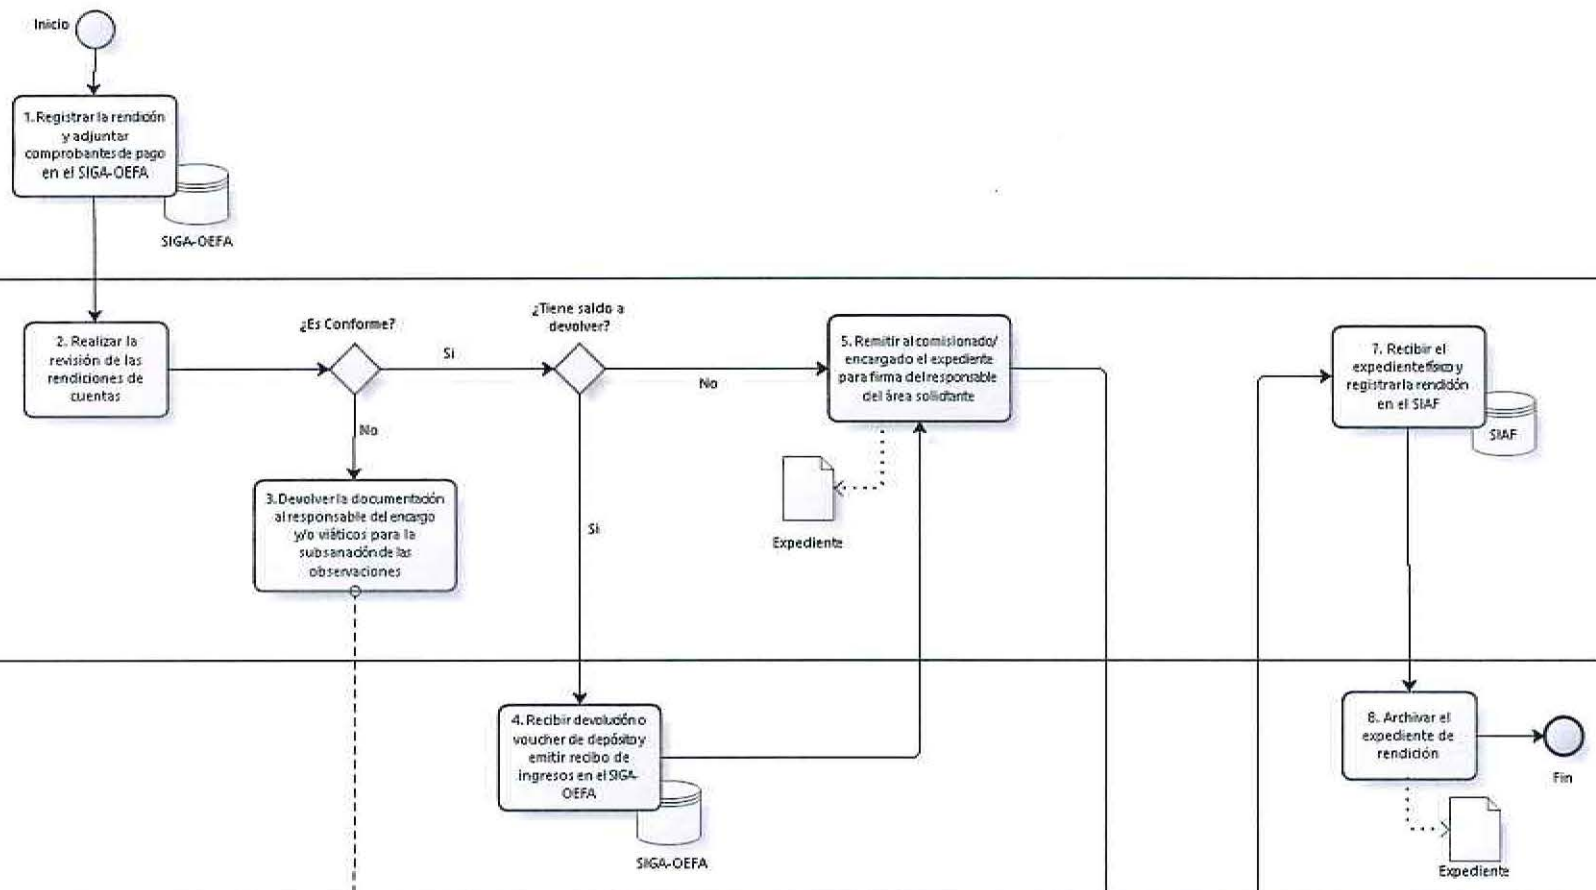 Inicio
1. Registrar la rendición
y adjuntar
comprobantes de pago
en el SIGA-OEFA
SIGA-OEFA
2. Realizar la
revisión de las
rendiciones de
cuentas
¿Es Conforme?
Si
No
¿Tiene saldo a
devolver?
No
Si
3. Devolver la documentación
al responsable del encargo
y/o viáticos para la
subsanación de las
observaciones
4. Recibir devolución o
voucher de depósito y
emitir recibo de
ingresos en el SIGA-
OEFA
SIGA-OEFA
5. Remitir al comisionado/
encargado el expediente
para firma del responsable
del área solicitante
Expediente
7. Recibir el
expediente físico y
registrar la rendición
en el SIAF
SIAF
8. Archivar el
expediente de
rendición
Fin
Expediente